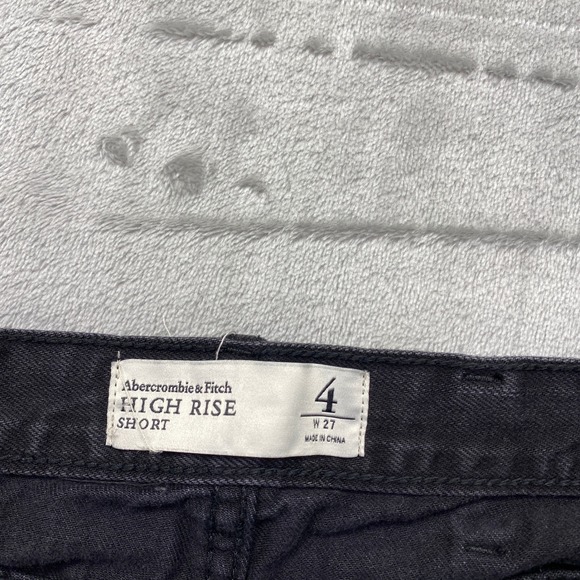 Abercrombie & Fitch
HIGH RISE
SHORT
4
W 27
MADE IN CHINA